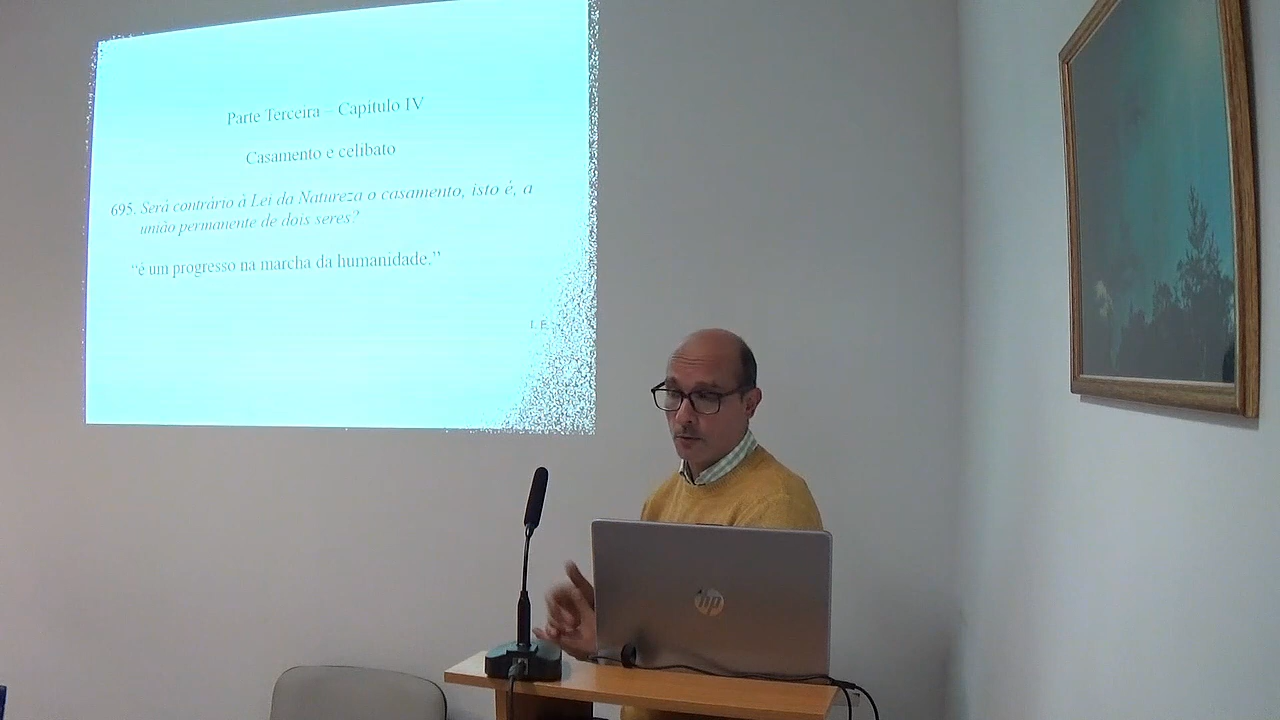 Parte Terceira – Capítulo IV
Casamento e celibato
695. Será contrário à Lei da Natureza o casamento, isto é, a
união permanente de dois seres?
“é um progresso na marcha da humanidade.”
hp